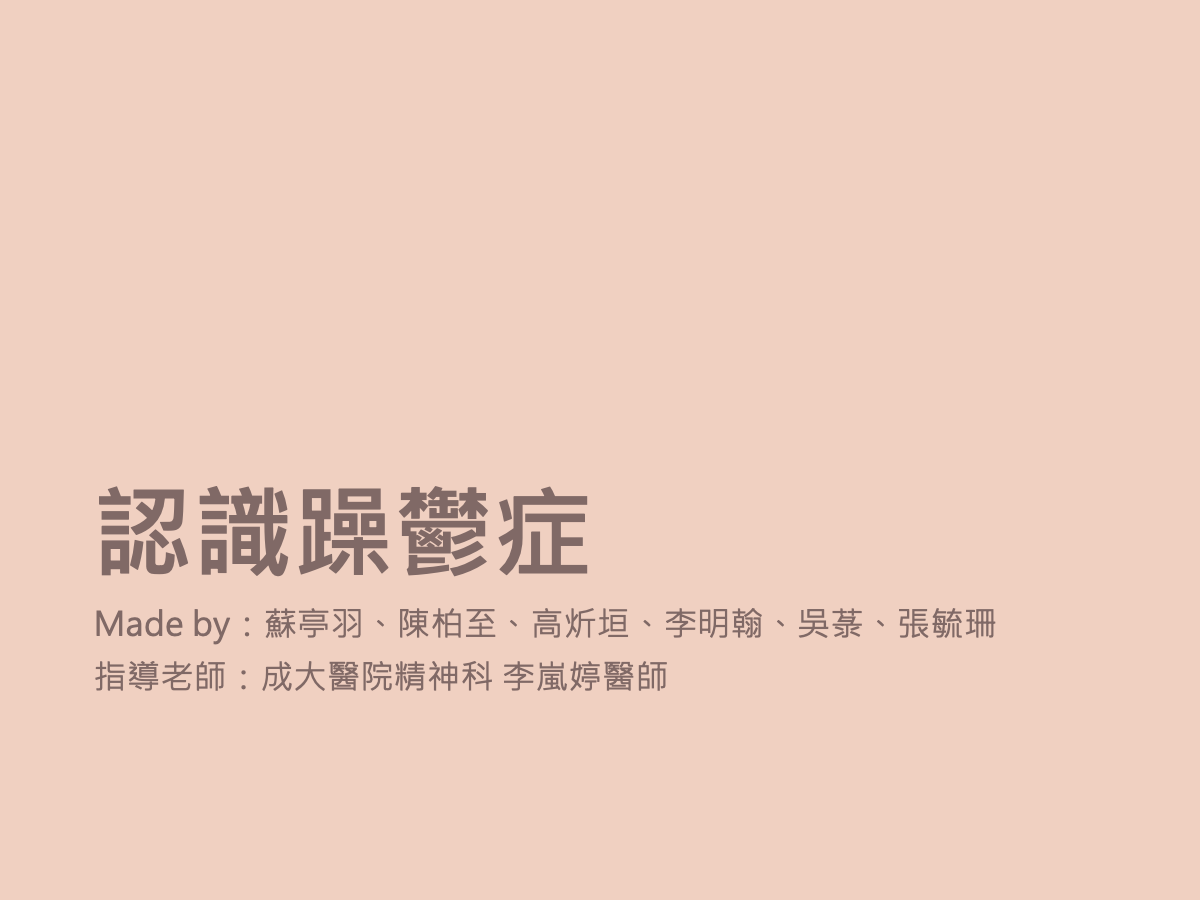 認識躁鬱症
Made by：蘇亭羽、陳柏至、高炘垣、李明翰、吳菾、張毓珊
指導老師：成大醫院精神科 李嵐婷醫師